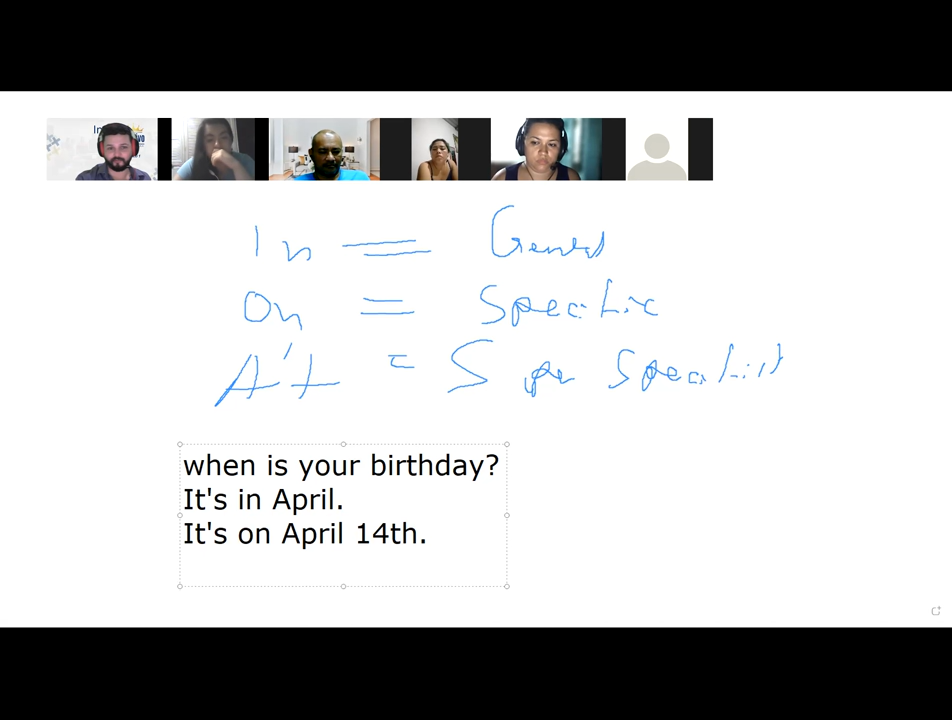 In = General
On = Specific
At = Super Specific
when is your birthday?
It's in April.
It's on April 14th.